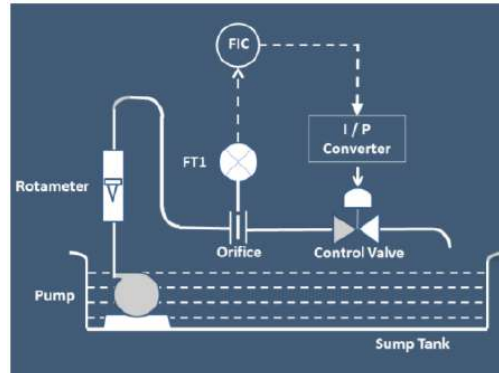 FIC
I / P
Converter
FT1
Rotameter
Orifice
Control Valve
Pump
Sump Tank